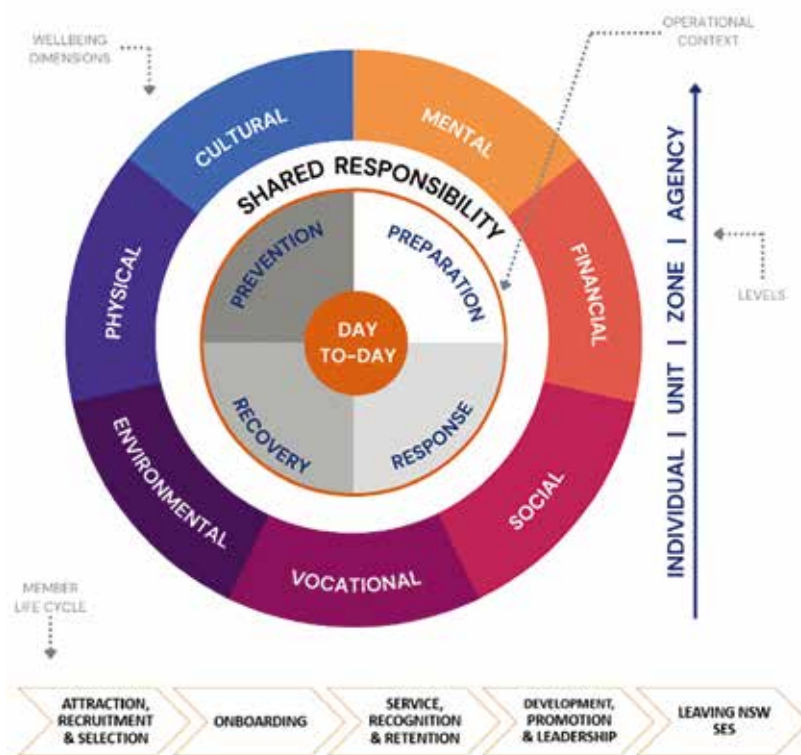 WELLBEING
DIMENSIONS
OPERATIONAL
CONTEXT
CULTURAL
MENTAL
SHARED RESPONSIBILITY
PREVENTION
PREPARATION
PHYSICAL
FINANCIAL
DAY
TO-DAY
RECOVERY
RESPONSE
ENVIRONMENTAL
SOCIAL
VOCATIONAL
INDIVIDUAL | UNIT | ZONE | AGENCY
LEVELS
MEMBER
LIFE CYCLE
ATTRACTION,
RECRUITMENT
& SELECTION
ONBOARDING
SERVICE,
RECOGNITION
& RETENTION
DEVELOPMENT,
PROMOTION
& LEADERSHIP
LEAVING NSW
SES